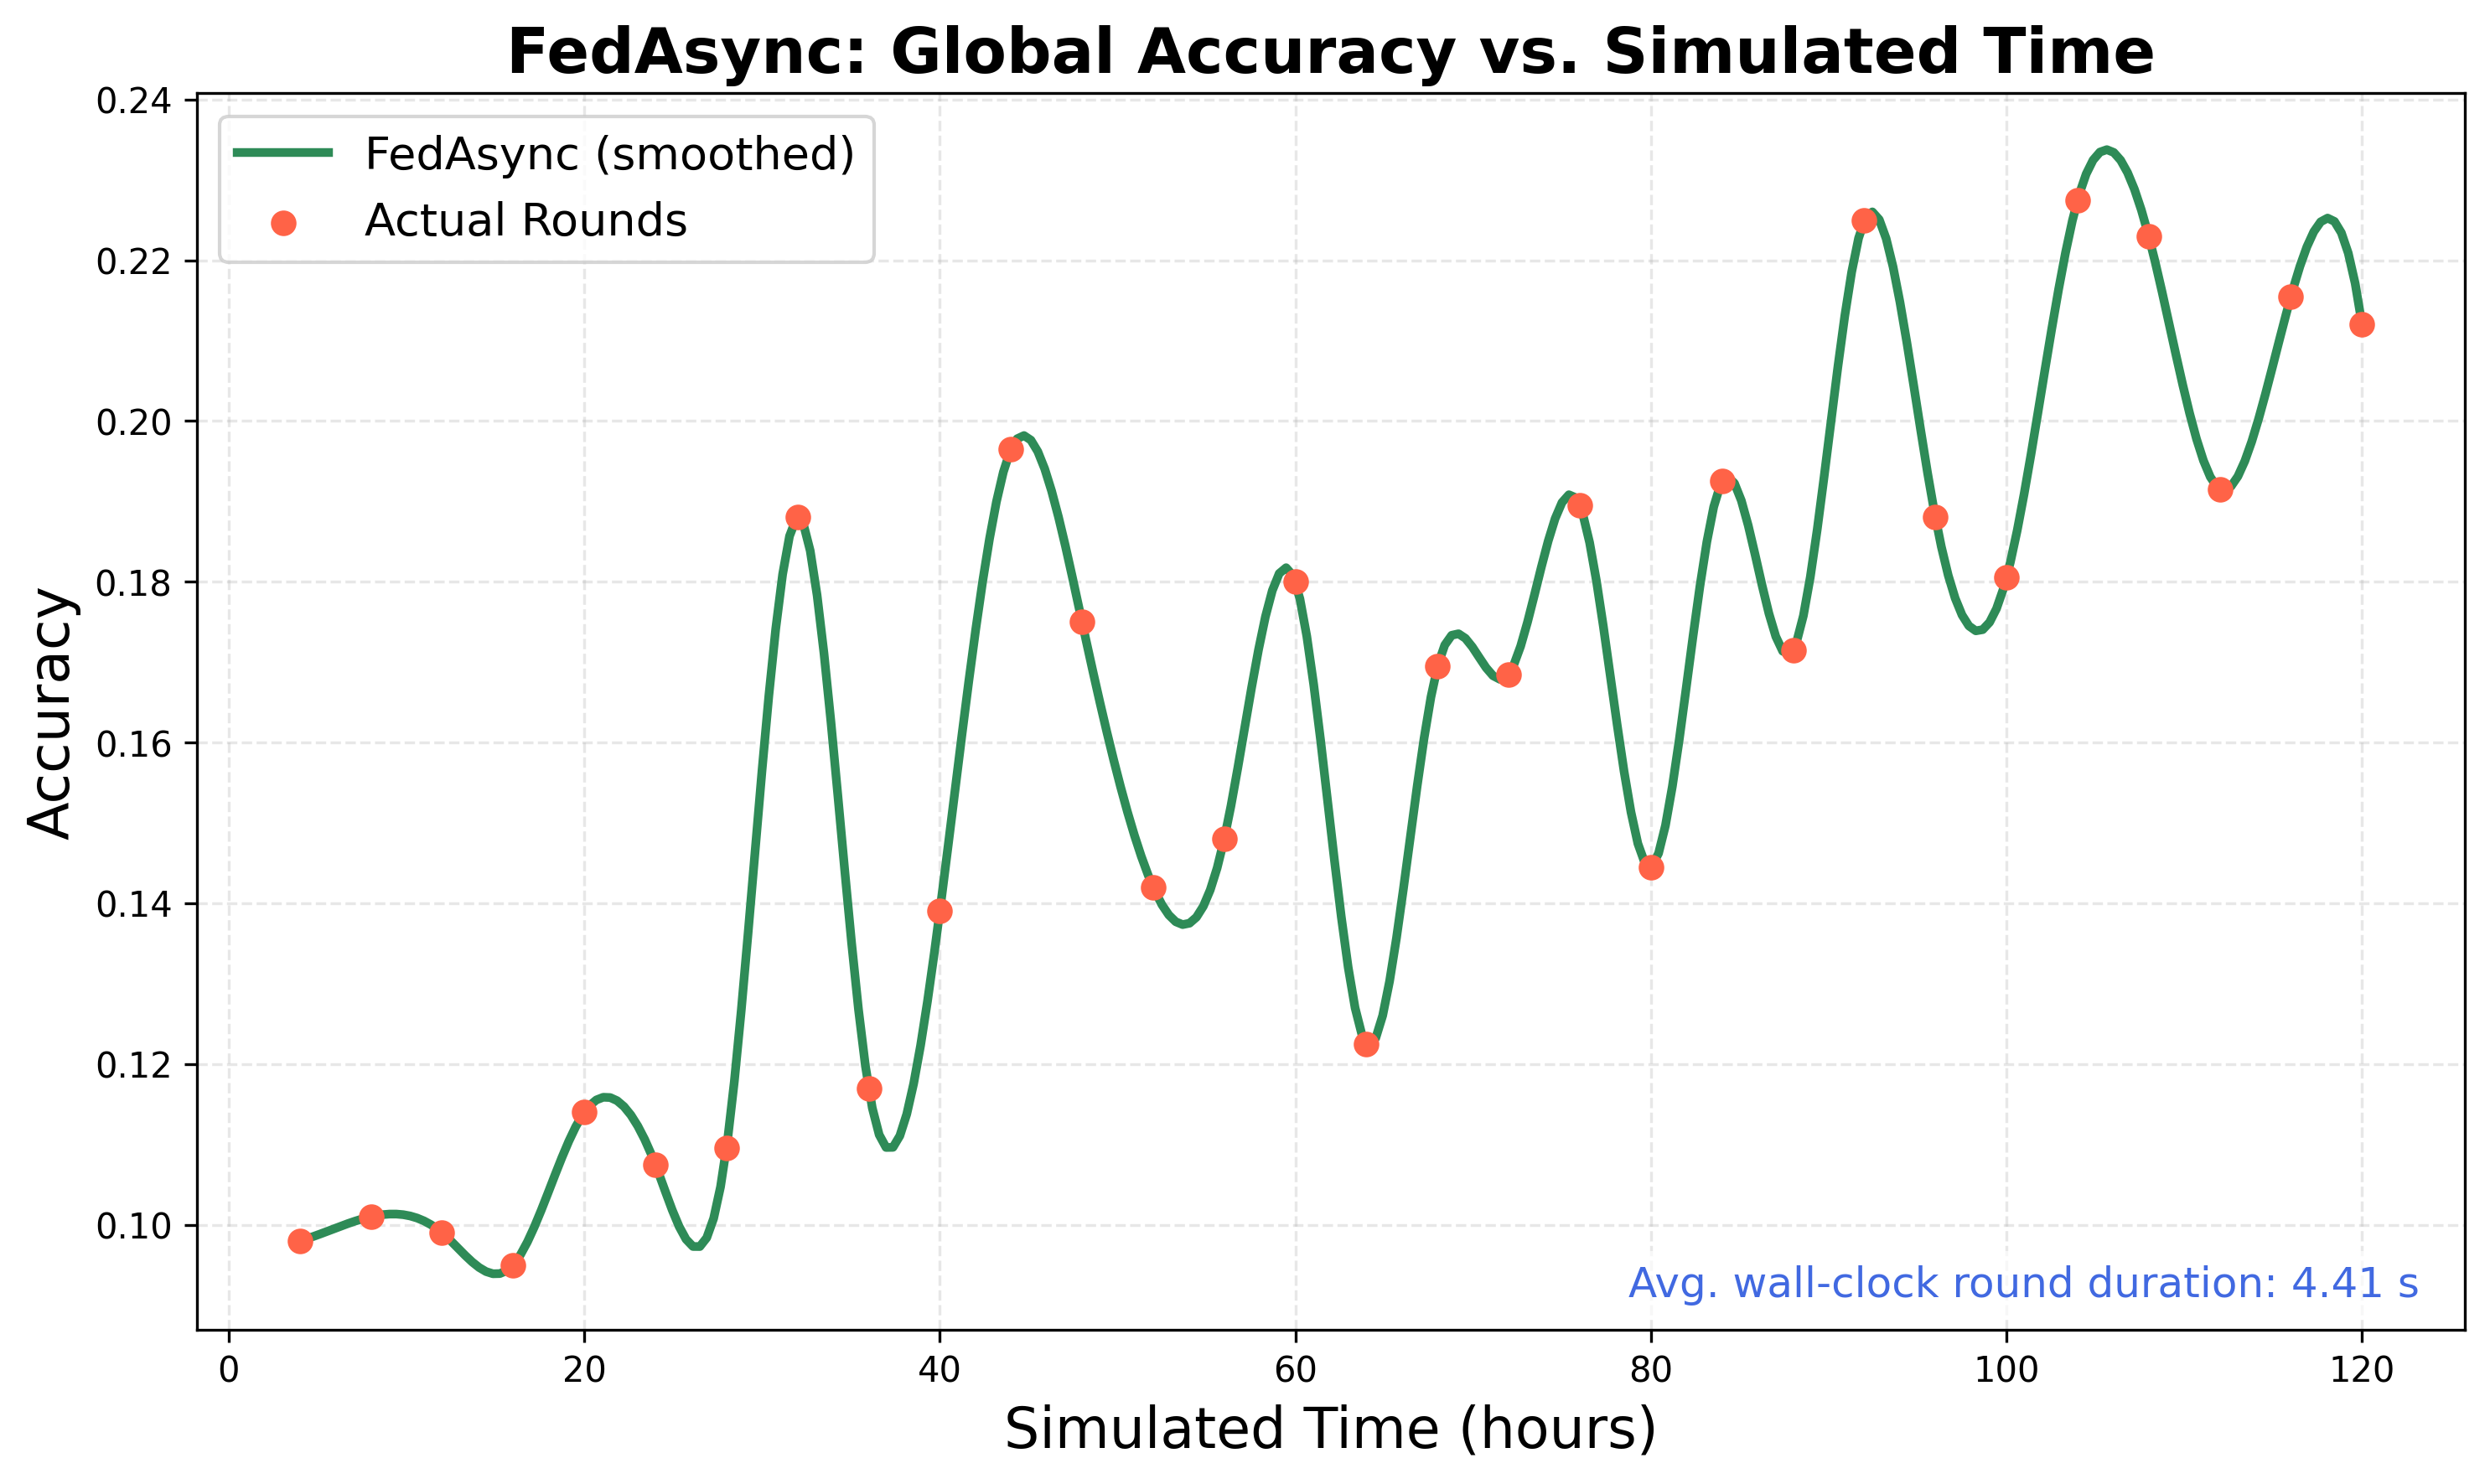 FedAsync: Global Accuracy vs. Simulated Time
0.24
FedAsync (smoothed)
Actual Rounds
0.22
0.20
0.18
Accuracy
0.16
0.14
0.12
0.10
Avg. wall-clock round duration: 4.41 s
0 20 40 60 80 100 120
Simulated Time (hours)